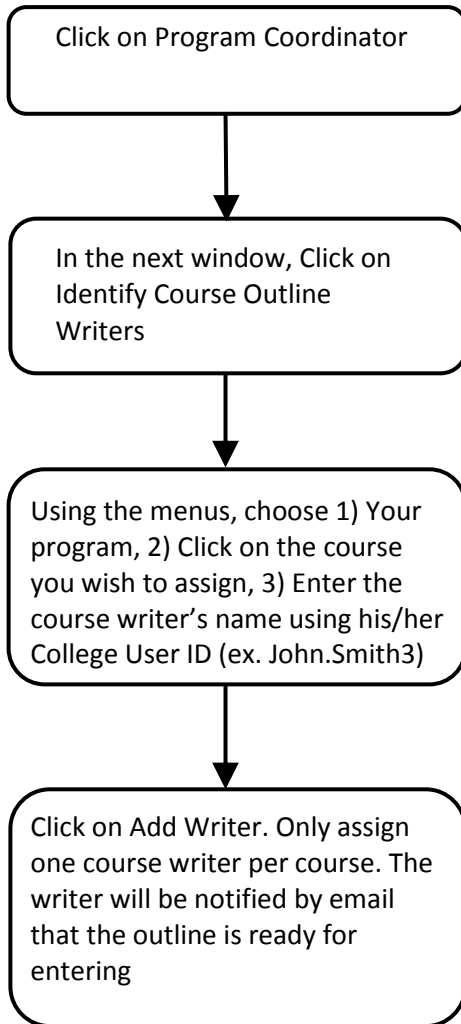 Click on Program Coordinator
In the next window, Click on
Identify Course Outline
Writers
Using the menus, choose 1) Your
program, 2) Click on the course
you wish to assign, 3) Enter the
course writer’s name using his/her
College User ID (ex. John.Smith3)
Click on Add Writer. Only assign
one course writer per course. The
writer will be notified by email
that the outline is ready for
entering